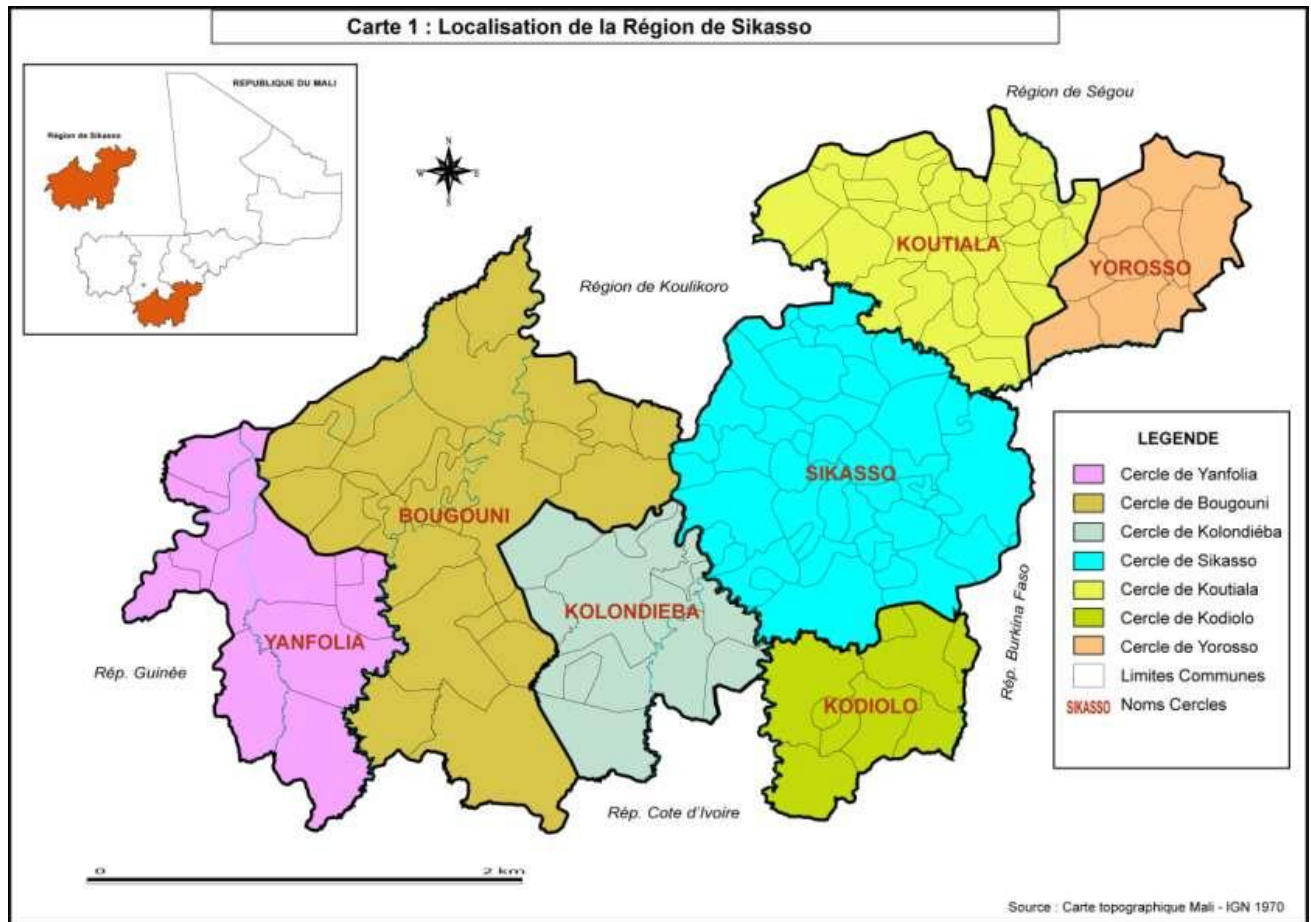 Carte 1 : Localisation de la Région de Sikasso
REPUBLIQUE DU MALI
Région de Sikasso
N
W
E
Région de Ségou
Région de Koulikoro
KOUTIALA
YOROSSO
SIKASSO
BOUGOUNI
KOLONDIEBA
YANFOLIA
KODIOLO
Rép. Guinée
Rép. Burkina Faso
Rép. Cote d'Ivoire
LEGENDE
Cercle de Yanfolia
Cercle de Bougouni
Cercle de Kolondiéba
Cercle de Sikasso
Cercle de Koutiala
Cercle de Kodiolo
Cercle de Yorosso
Limites Communes
SIKASSO Noms Cercles
0 2 km
Source : Carte topographique Mali - IGN 1970